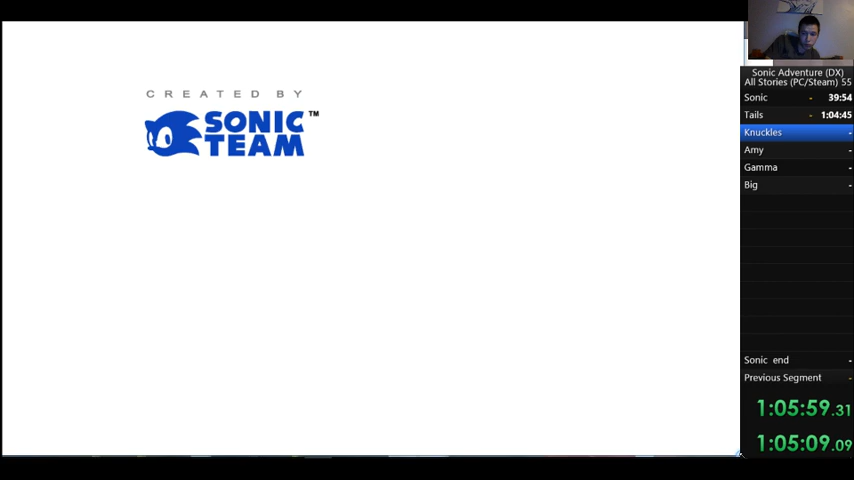 CREATED BY
SONIC TEAM™
Sonic Adventure (DX)
All Stories (PC/Steam) 55
Sonic - 39:54
Tails - 1:04:45
Knuckles -
Amy -
Gamma -
Big -
Sonic end -
Previous Segment -
1:05:59.31
1:05:09.09